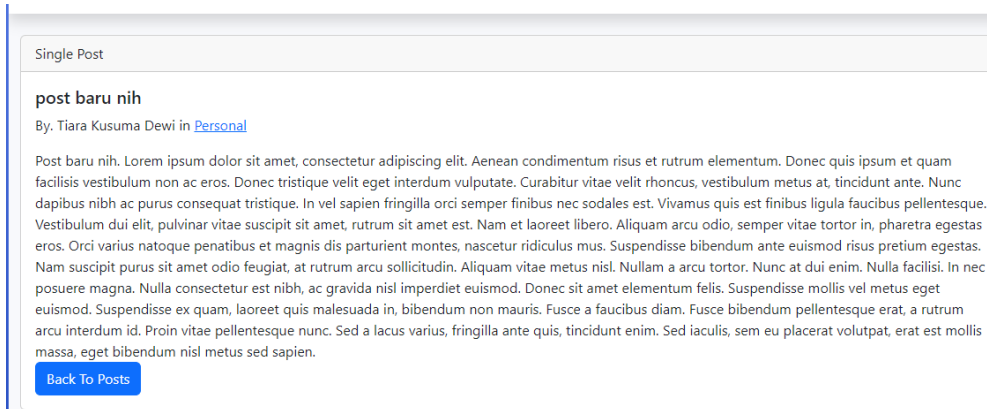 Single Post
post baru nih
By. Tiara Kusuma Dewi in Personal
Post baru nih. Lorem ipsum dolor sit amet, consectetur adipiscing elit. Aenean condimentum risus et rutrum elementum. Donec quis ipsum et quam
facilisis vestibulum non ac eros. Donec tristique velit eget interdum vulputate. Curabitur vitae velit rhoncus, vestibulum metus at, tincidunt ante. Nunc
dapibus nibh ac purus consequat tristique. In vel sapien fringilla orci semper finibus nec sodales est. Vivamus quis est finibus ligula faucibus pellentesque.
Vestibulum dui elit, pulvinar vitae suscipit sit amet, rutrum sit amet est. Nam et laoreet libero. Aliquam arcu odio, semper vitae tortor in, pharetra egestas
eros. Orci varius natoque penatibus et magnis dis parturient montes, nascetur ridiculus mus. Suspendisse bibendum ante euismod risus pretium egestas.
Nam suscipit purus sit amet odio feugiat, at rutrum arcu sollicitudin. Aliquam vitae metus nisl. Nullam a arcu tortor. Nunc at dui enim. Nulla facilisi. In nec
posuere magna. Nulla consectetur est nibh, ac gravida nisl imperdiet euismod. Donec sit amet elementum felis. Suspendisse mollis vel metus eget
euismod. Suspendisse ex quam, laoreet quis malesuada in, bibendum non mauris. Fusce a faucibus diam. Fusce bibendum pellentesque erat, a rutrum
arcu interdum id. Proin vitae pellentesque nunc. Sed a lacus varius, fringilla ante quis, tincidunt enim. Sed iaculis, sem eu placerat volutpat, erat est mollis
massa, eget bibendum nisl metus sed sapien.
Back To Posts